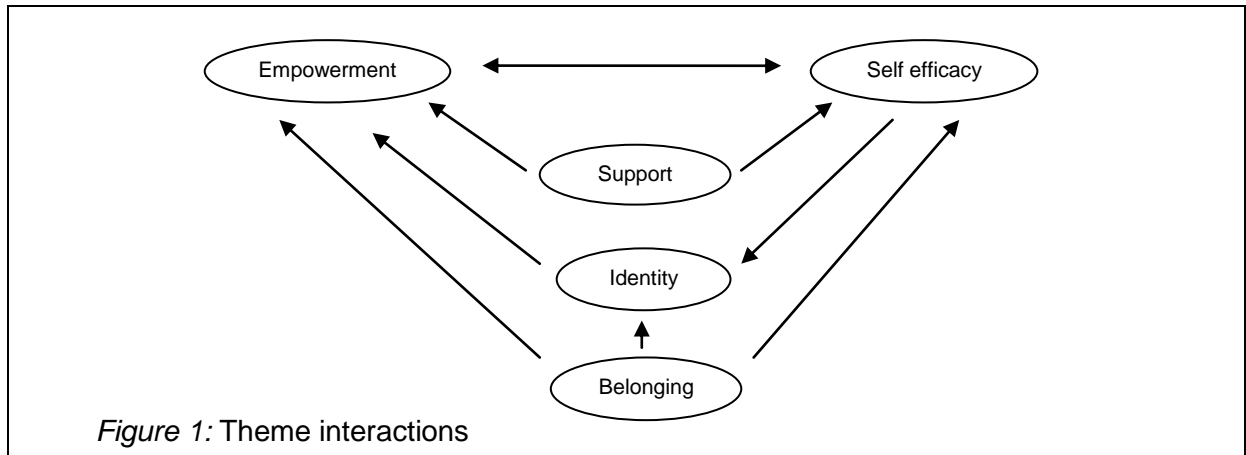 Empowerment
Self efficacy
Support
Identity
Belonging
Figure 1: Theme interactions